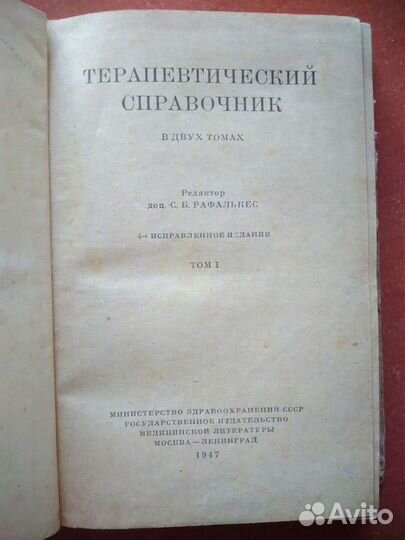 ТЕРАПЕВТИЧЕСКИЙ
СПРАВОЧНИК
В ДВУХ ТОМАХ
Редактор
доц. С. Б. РАФАЛЬКЕС
4-е ИСПРАВЛЕННОЕ ИЗДАНИЕ
ТОМ I
МИНИСТЕРСТВО ЗДРАВООХРАНЕНИЯ СССР
ГОСУДАРСТВЕННОЕ ИЗДАТЕЛЬСТВО
МЕДИЦИНСКОЙ ЛИТЕРАТУРЫ
МОСКВА—ЛЕНИНГРАД
1947
Avito